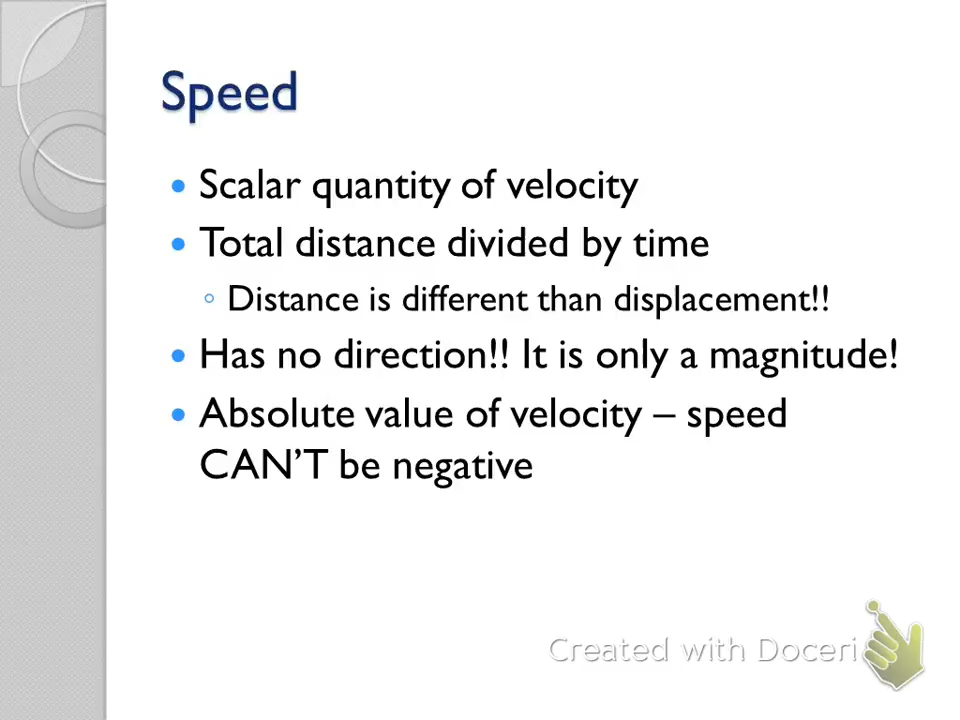 Speed
• Scalar quantity of velocity
• Total distance divided by time
◦ Distance is different than displacement!!
• Has no direction!! It is only a magnitude!
• Absolute value of velocity – speed
CAN'T be negative
Created with Doceri